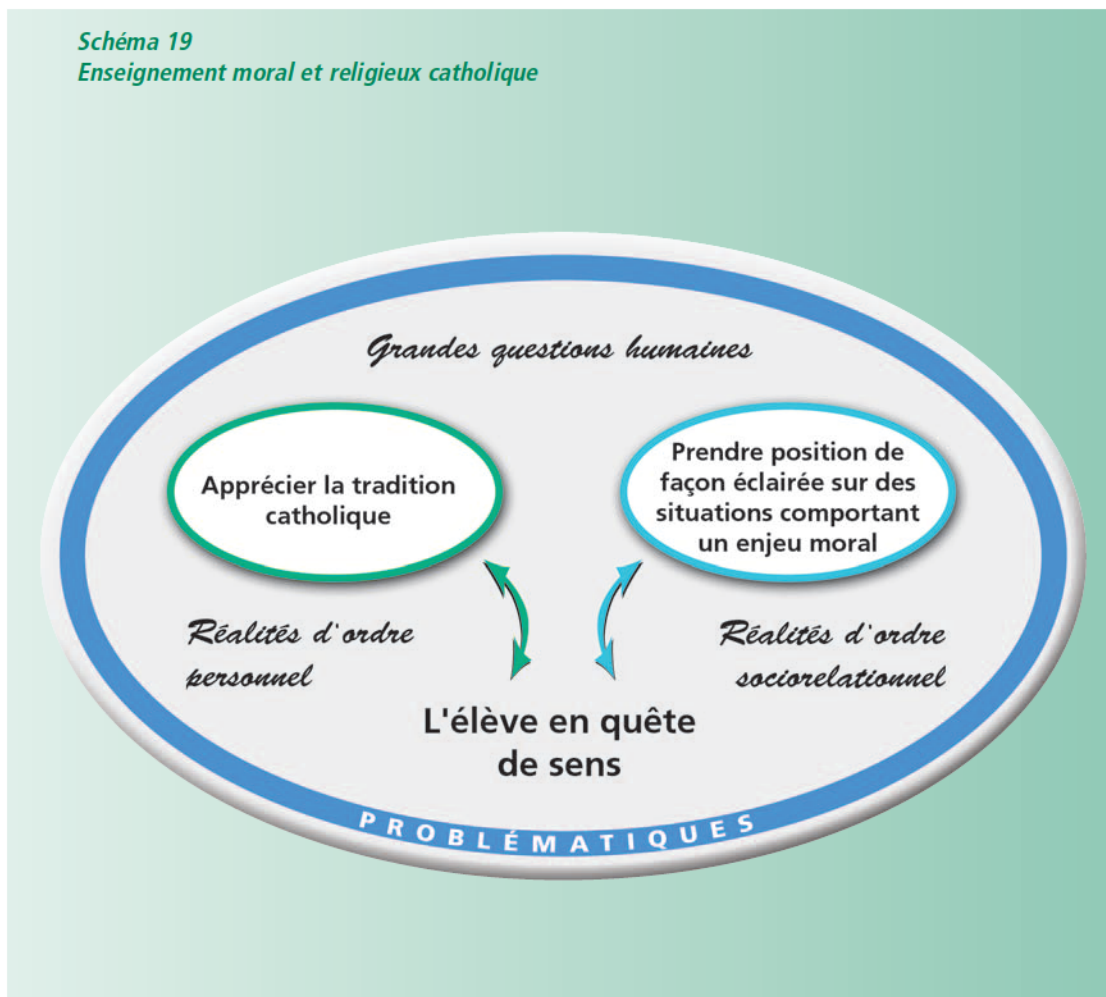 Schéma 19
Enseignement moral et religieux catholique
Grandes questions humaines
Apprécier la tradition
catholique
Prendre position de
façon éclairée sur des
situations comportant
un enjeu moral
Réalités d'ordre
personnel
Réalités d'ordre
sociorelationnel
L'élève en quête
de sens
PROBLÉMATIQUES